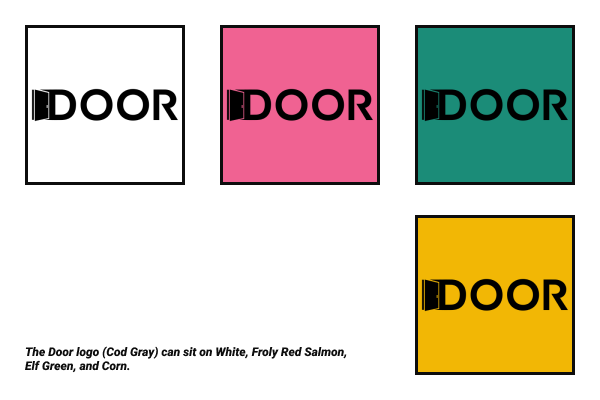 DOOR
DOOR
DOOR
DOOR
The Door logo (Cod Gray) can sit on White, Froly Red Salmon,
Elf Green, and Corn.